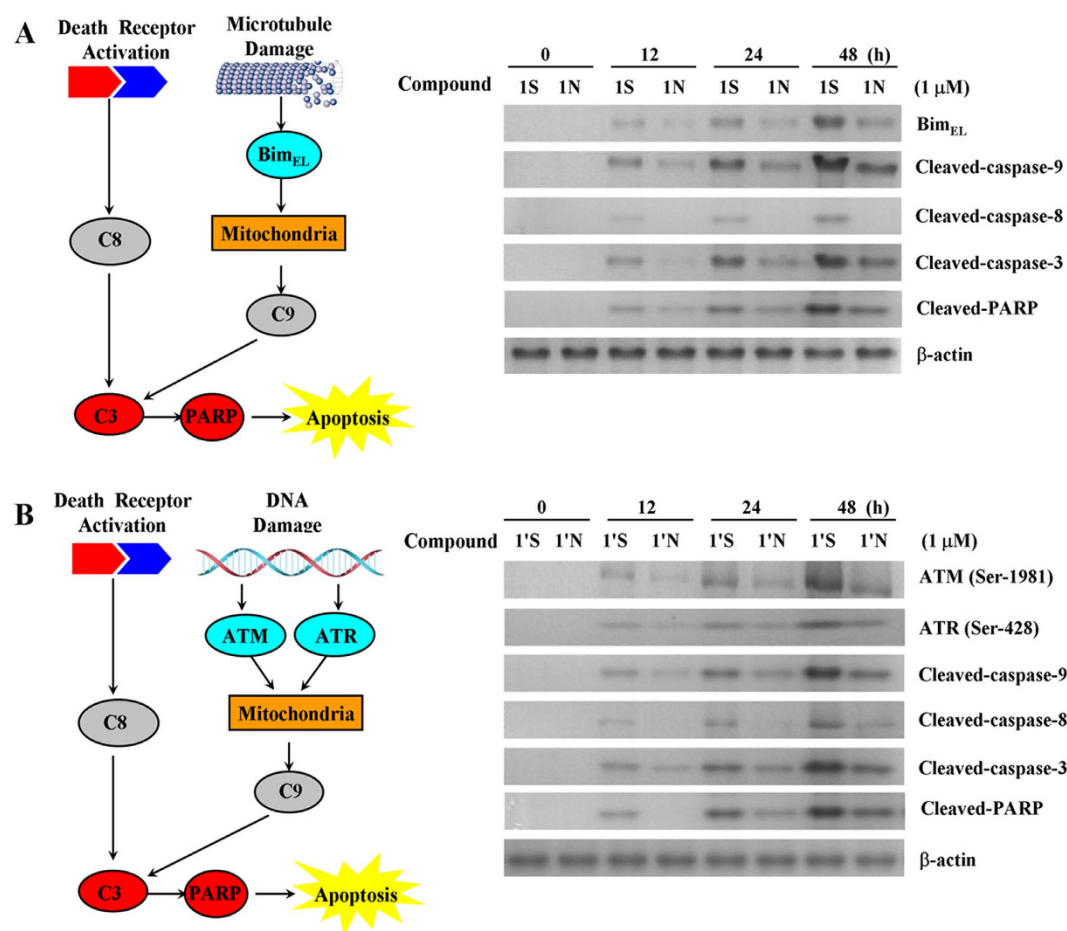 A
Death Receptor
Activation
Microtubule
Damage
Bim_EL
C8
Mitochondria
C9
C3
PARP
Apoptosis
0 12 24 48 (h)
Compound 1S 1N 1S 1N 1S 1N 1S 1N (1 μM)
Bim_EL
Cleaved-caspase-9
Cleaved-caspase-8
Cleaved-caspase-3
Cleaved-PARP
β-actin
B
Death Receptor
Activation
DNA
Damage
ATM ATR
C8
Mitochondria
C9
C3
PARP
Apoptosis
0 12 24 48 (h)
Compound 1'S 1'N 1'S 1'N 1'S 1'N 1'S 1'N (1 μM)
ATM (Ser-1981)
ATR (Ser-428)
Cleaved-caspase-9
Cleaved-caspase-8
Cleaved-caspase-3
Cleaved-PARP
β-actin